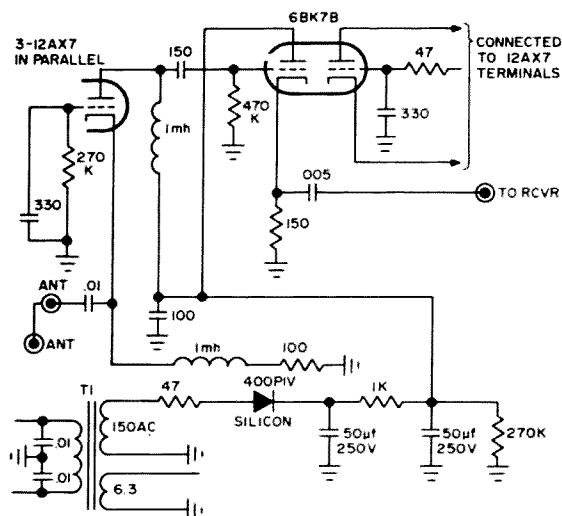 6BK7B
3-12AX7
IN PARALLEL
150
47
CONNECTED
TO 12AX7
TERMINALS
470
K
330
1mh
270
K
330
.005
TO RCVR
150
ANT
.01
100
ANT
1mh
100
T1
47
400PIV
SILICON
1K
.01
.01
150AC
50µf
250V
50µf
250V
270K
6.3